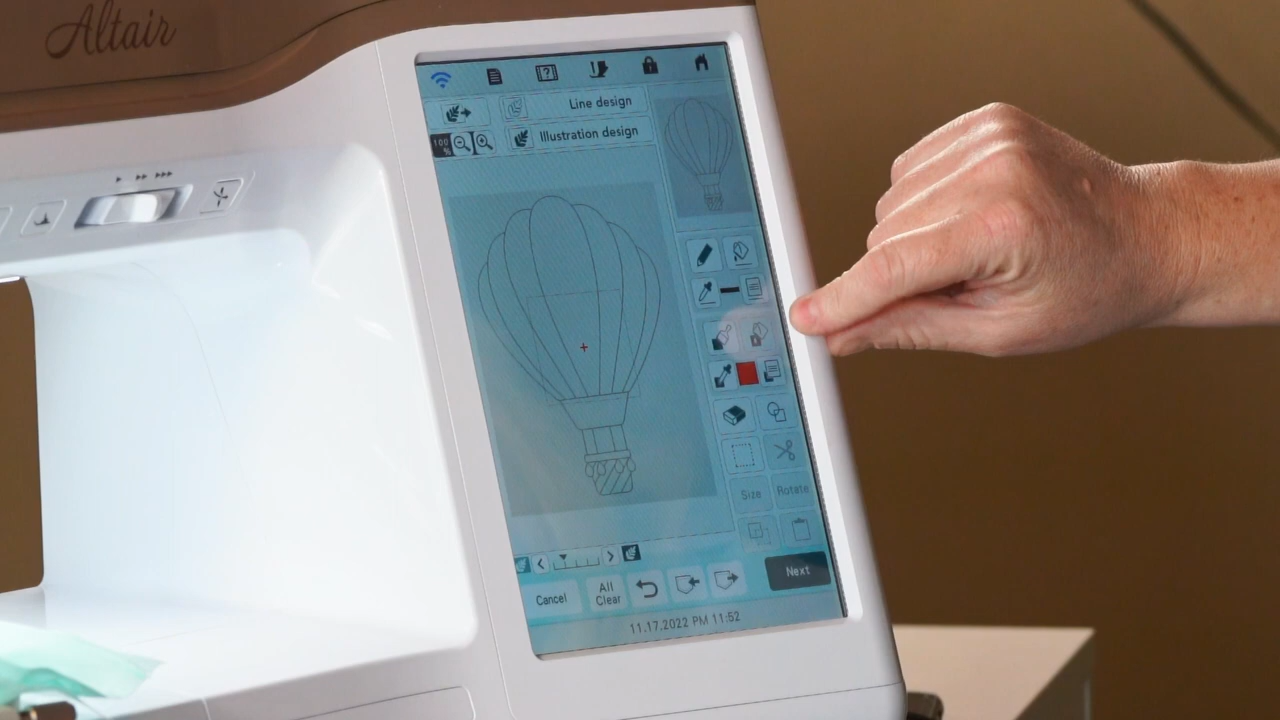 Altair
Line design
Illustration design
100
%
Size
Rotate
Cancel
All
Clear
Next
11.17.2022 PM 11:52